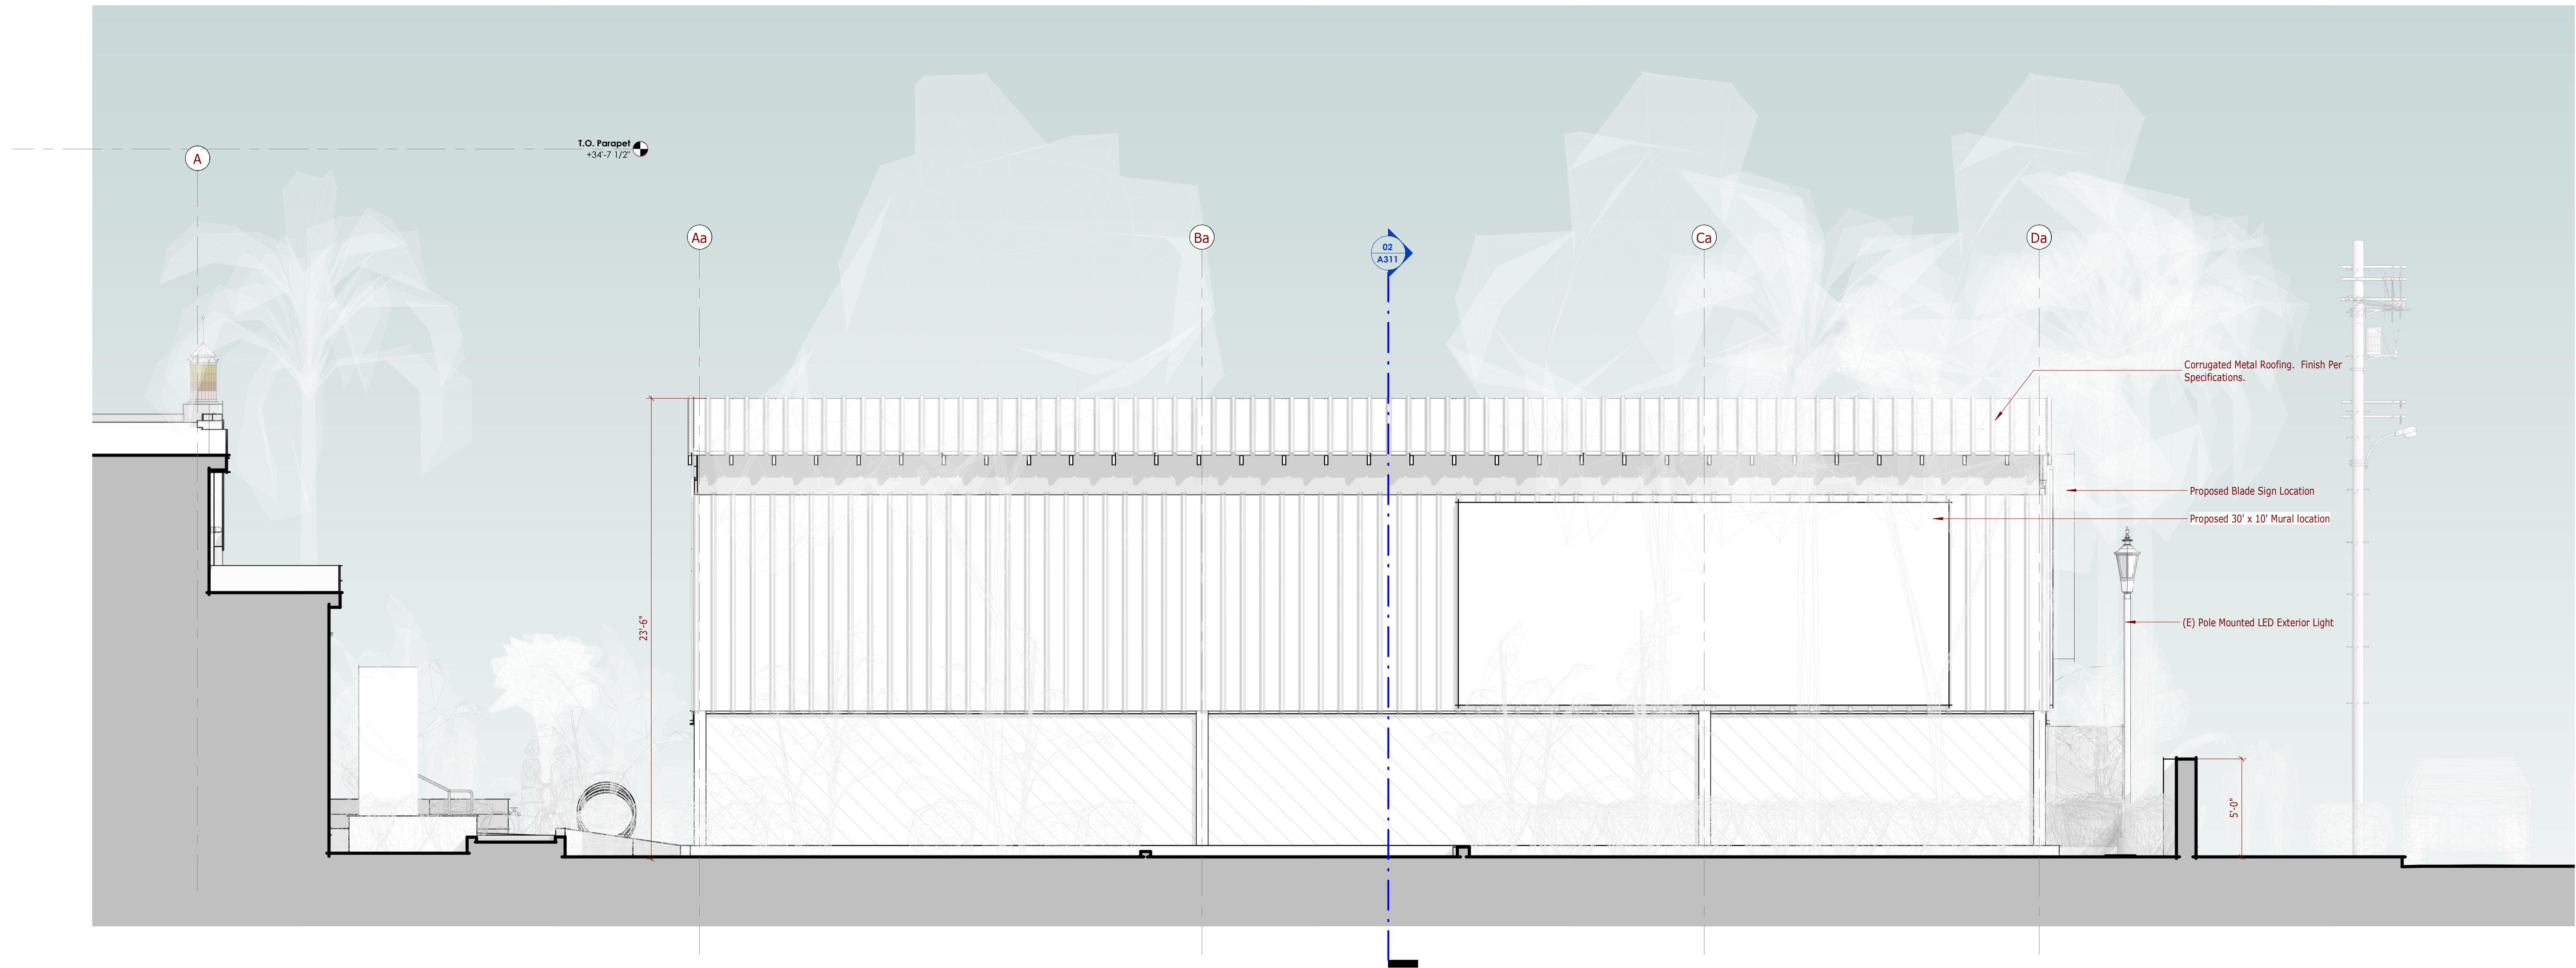 T.O. Parapet
+34'-7 1/2"
A
Aa
Ba
02
A311
Ca
Da
Corrugated Metal Roofing.  Finish Per
Specifications.
Proposed Blade Sign Location
Proposed 30' x 10' Mural location
(E) Pole Mounted LED Exterior Light
23'-6"
5'-0"